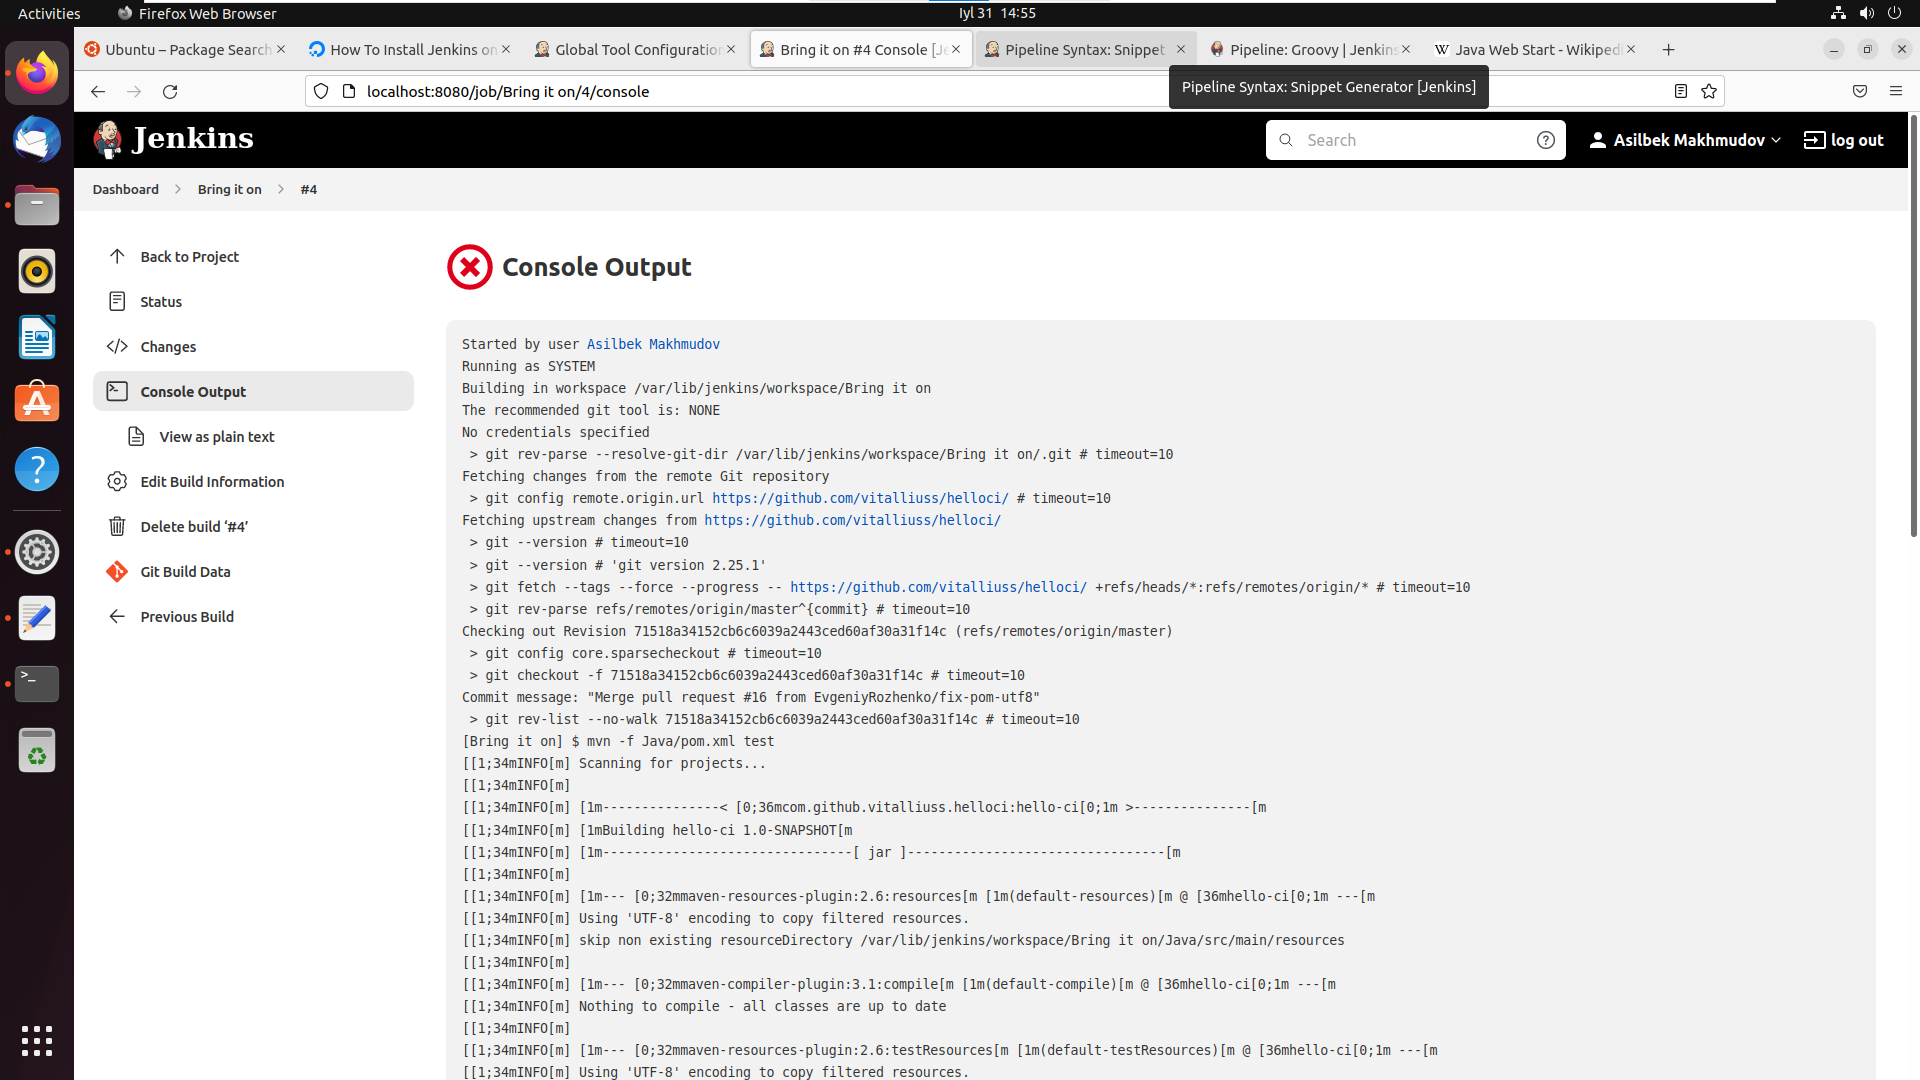 Activities
Firefox Web Browser
Iyl 31 14:55
Ubuntu – Package Search
How To Install Jenkins on
Global Tool Configuration
Bring it on #4 Console [Je
Pipeline Syntax: Snippet
Pipeline: Groovy | Jenkins
W Java Web Start - Wikipedi
localhost:8080/job/Bring it on/4/console
Pipeline Syntax: Snippet Generator [Jenkins]
Jenkins
Search
Asilbek Makhmudov
log out
Dashboard
Bring it on
#4
Back to Project
Status
Changes
Console Output
View as plain text
Edit Build Information
Delete build ‘#4’
Git Build Data
Previous Build
Console Output
Started by user Asilbek Makhmudov
Running as SYSTEM
Building in workspace /var/lib/jenkins/workspace/Bring it on
The recommended git tool is: NONE
No credentials specified
> git rev-parse --resolve-git-dir /var/lib/jenkins/workspace/Bring it on/.git # timeout=10
Fetching changes from the remote Git repository
> git config remote.origin.url https://github.com/vitalliuss/helloci/ # timeout=10
Fetching upstream changes from https://github.com/vitalliuss/helloci/
> git --version # timeout=10
> git --version # 'git version 2.25.1'
> git fetch --tags --force --progress -- https://github.com/vitalliuss/helloci/ +refs/heads/*:refs/remotes/origin/* # timeout=10
> git rev-parse refs/remotes/origin/master^{commit} # timeout=10
Checking out Revision 71518a34152cb6c6039a2443ced60af30a31f14c (refs/remotes/origin/master)
> git config core.sparsecheckout # timeout=10
> git checkout -f 71518a34152cb6c6039a2443ced60af30a31f14c # timeout=10
Commit message: "Merge pull request #16 from EvgeniyRozhenko/fix-pom-utf8"
> git rev-list --no-walk 71518a34152cb6c6039a2443ced60af30a31f14c # timeout=10
[Bring it on] $ mvn -f Java/pom.xml test
[[1;34mINFO[m] Scanning for projects...
[[1;34mINFO[m]
[[1;34mINFO[m] [1m---------------< [0;36mcom.github.vitalliuss.helloci:hello-ci[0;1m >---------------[m
[[1;34mINFO[m] [1mBuilding hello-ci 1.0-SNAPSHOT[m
[[1;34mINFO[m] [1m--------------------------------[ jar ]---------------------------------[m
[[1;34mINFO[m]
[[1;34mINFO[m] [1m--- [0;32mmaven-resources-plugin:2.6:resources[m [1m(default-resources)[m @ [36mhello-ci[0;1m ---[m
[[1;34mINFO[m] Using 'UTF-8' encoding to copy filtered resources.
[[1;34mINFO[m] skip non existing resourceDirectory /var/lib/jenkins/workspace/Bring it on/Java/src/main/resources
[[1;34mINFO[m]
[[1;34mINFO[m] [1m--- [0;32mmaven-compiler-plugin:3.1:compile[m [1m(default-compile)[m @ [36mhello-ci[0;1m ---[m
[[1;34mINFO[m] Nothing to compile - all classes are up to date
[[1;34mINFO[m]
[[1;34mINFO[m] [1m--- [0;32mmaven-resources-plugin:2.6:testResources[m [1m(default-testResources)[m @ [36mhello-ci[0;1m ---[m
[[1;34mINFO[m] Using 'UTF-8' encoding to copy filtered resources.